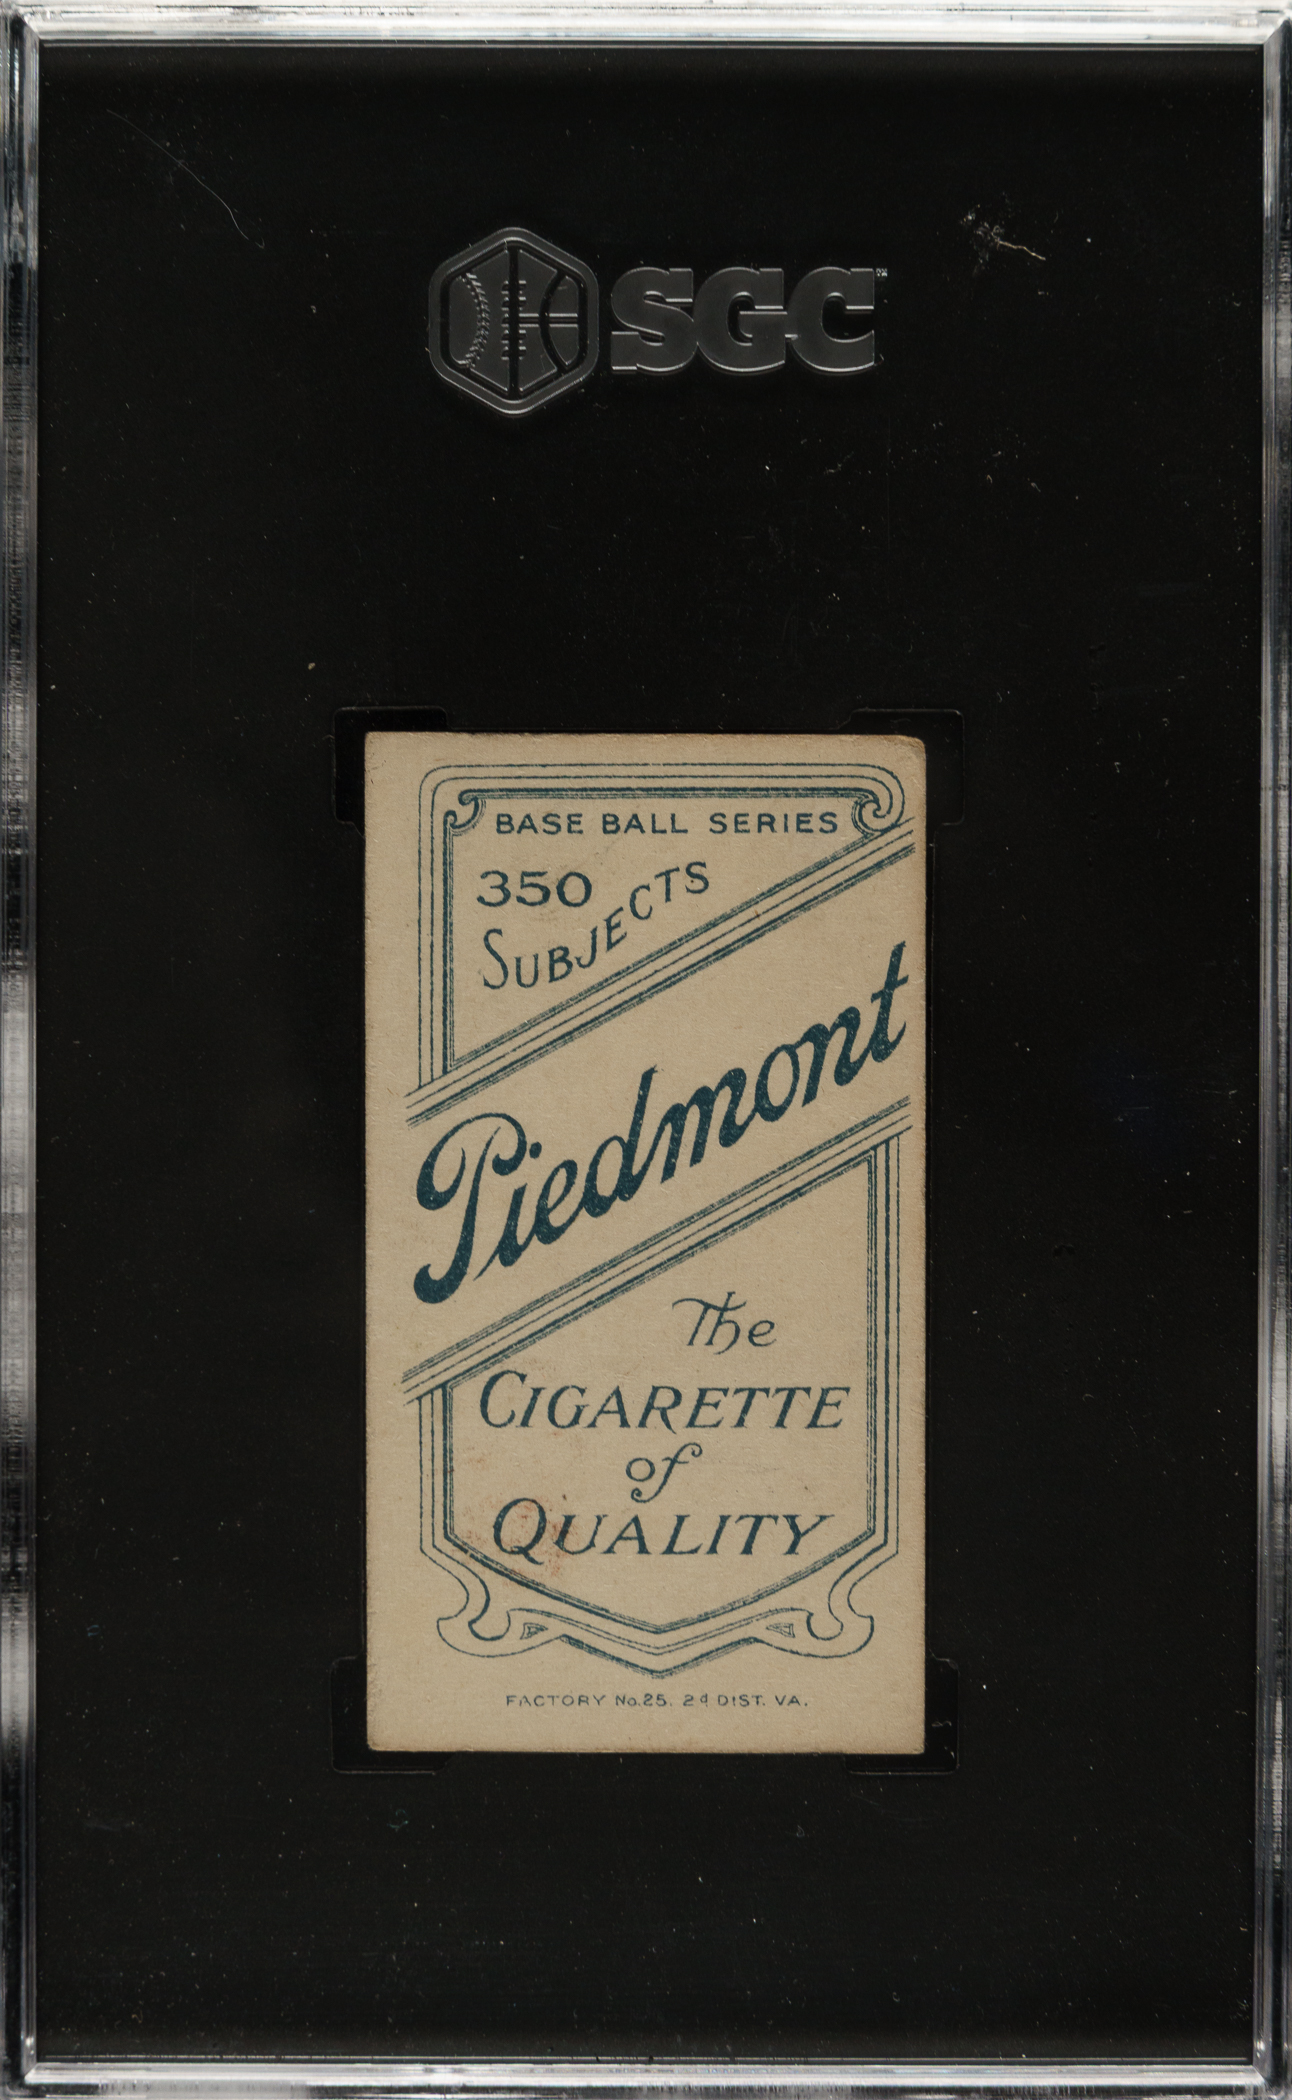 SGC
BASE BALL SERIES
350
SUBJECTS
Piedmont
The
CIGARETTE
of
QUALITY
FACTORY No. 25. 2d DIST. VA.